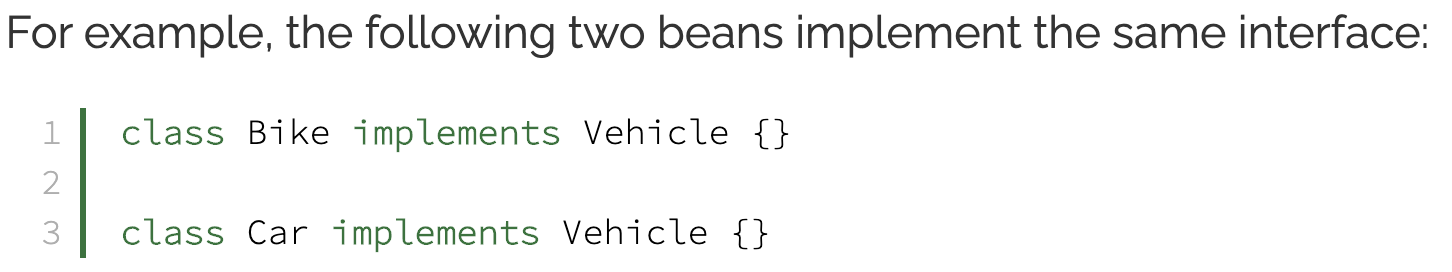 For example, the following two beans implement the same interface:
1 class Bike implements Vehicle {}
2
3 class Car implements Vehicle {}